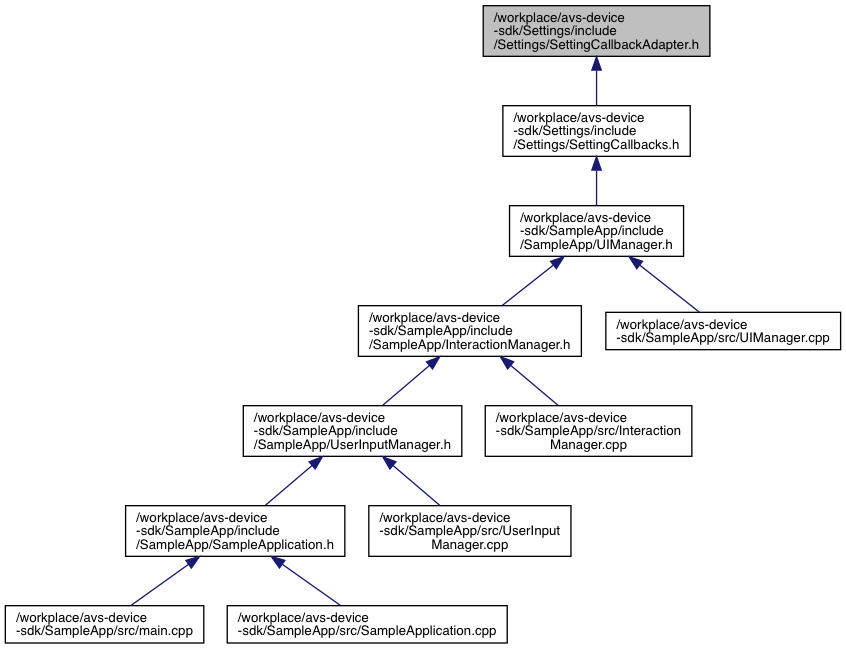 /workplace/avs-device
-sdk/Settings/include
/Settings/SettingCallbackAdapter.h
/workplace/avs-device
-sdk/Settings/include
/Settings/SettingCallbacks.h
/workplace/avs-device
-sdk/SampleApp/include
/SampleApp/UIManager.h
/workplace/avs-device
-sdk/SampleApp/include
/SampleApp/InteractionManager.h
/workplace/avs-device
-sdk/SampleApp/src/UIManager.cpp
/workplace/avs-device
-sdk/SampleApp/include
/SampleApp/UserInputManager.h
/workplace/avs-device
-sdk/SampleApp/src/Interaction
Manager.cpp
/workplace/avs-device
-sdk/SampleApp/include
/SampleApp/SampleApplication.h
/workplace/avs-device
-sdk/SampleApp/src/UserInput
Manager.cpp
/workplace/avs-device
-sdk/SampleApp/src/main.cpp
/workplace/avs-device
-sdk/SampleApp/src/SampleApplication.cpp